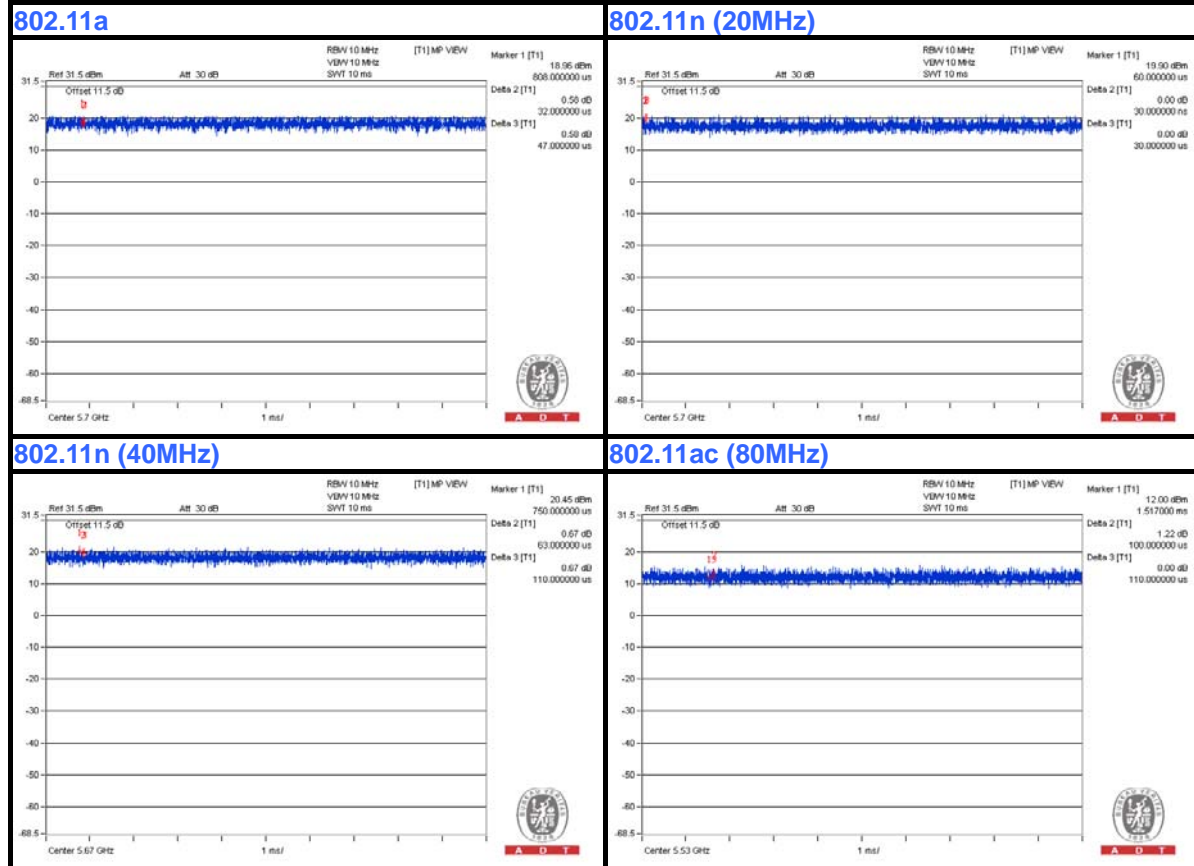 802.11a
RBW 10 MHz [T1] MP VIEW
VBW 10 MHz
Ref 31.5 dBm Att 30 dB SWT 10 ms
Marker 1 [T1]
18.96 dBm
808.000000 us
Delta 2 [T1]
0.58 dB
32.000000 us
Delta 3 [T1]
0.58 dB
47.000000 us
31.5
Offset 11.5 dB
20
10
0
-10
-20
-30
-40
-50
-60
-68.5
Center 5.7 GHz 1 ms/
BUREAU VERITAS
1828
A D T
802.11n (20MHz)
RBW 10 MHz [T1] MP VIEW
VBW 10 MHz
Ref 31.5 dBm Att 30 dB SWT 10 ms
Marker 1 [T1]
19.90 dBm
60.000000 us
Delta 2 [T1]
0.00 dB
30.000000 ns
Delta 3 [T1]
0.00 dB
30.000000 us
31.5
Offset 11.5 dB
20
10
0
-10
-20
-30
-40
-50
-60
-68.5
Center 5.7 GHz 1 ms/
BUREAU VERITAS
1828
A D T
802.11n (40MHz)
RBW 10 MHz [T1] MP VIEW
VBW 10 MHz
Ref 31.5 dBm Att 30 dB SWT 10 ms
Marker 1 [T1]
20.45 dBm
750.000000 us
Delta 2 [T1]
0.67 dB
63.000000 us
Delta 3 [T1]
0.67 dB
110.000000 us
31.5
Offset 11.5 dB
20
10
0
-10
-20
-30
-40
-50
-60
-68.5
Center 5.67 GHz 1 ms/
BUREAU VERITAS
1828
A D T
802.11ac (80MHz)
RBW 10 MHz [T1] MP VIEW
VBW 10 MHz
Ref 31.5 dBm Att 30 dB SWT 10 ms
Marker 1 [T1]
12.00 dBm
1.517000 ms
Delta 2 [T1]
1.22 dB
100.000000 us
Delta 3 [T1]
0.00 dB
110.000000 us
31.5
Offset 11.5 dB
20
10
0
-10
-20
-30
-40
-50
-60
-68.5
Center 5.53 GHz 1 ms/
BUREAU VERITAS
1828
A D T